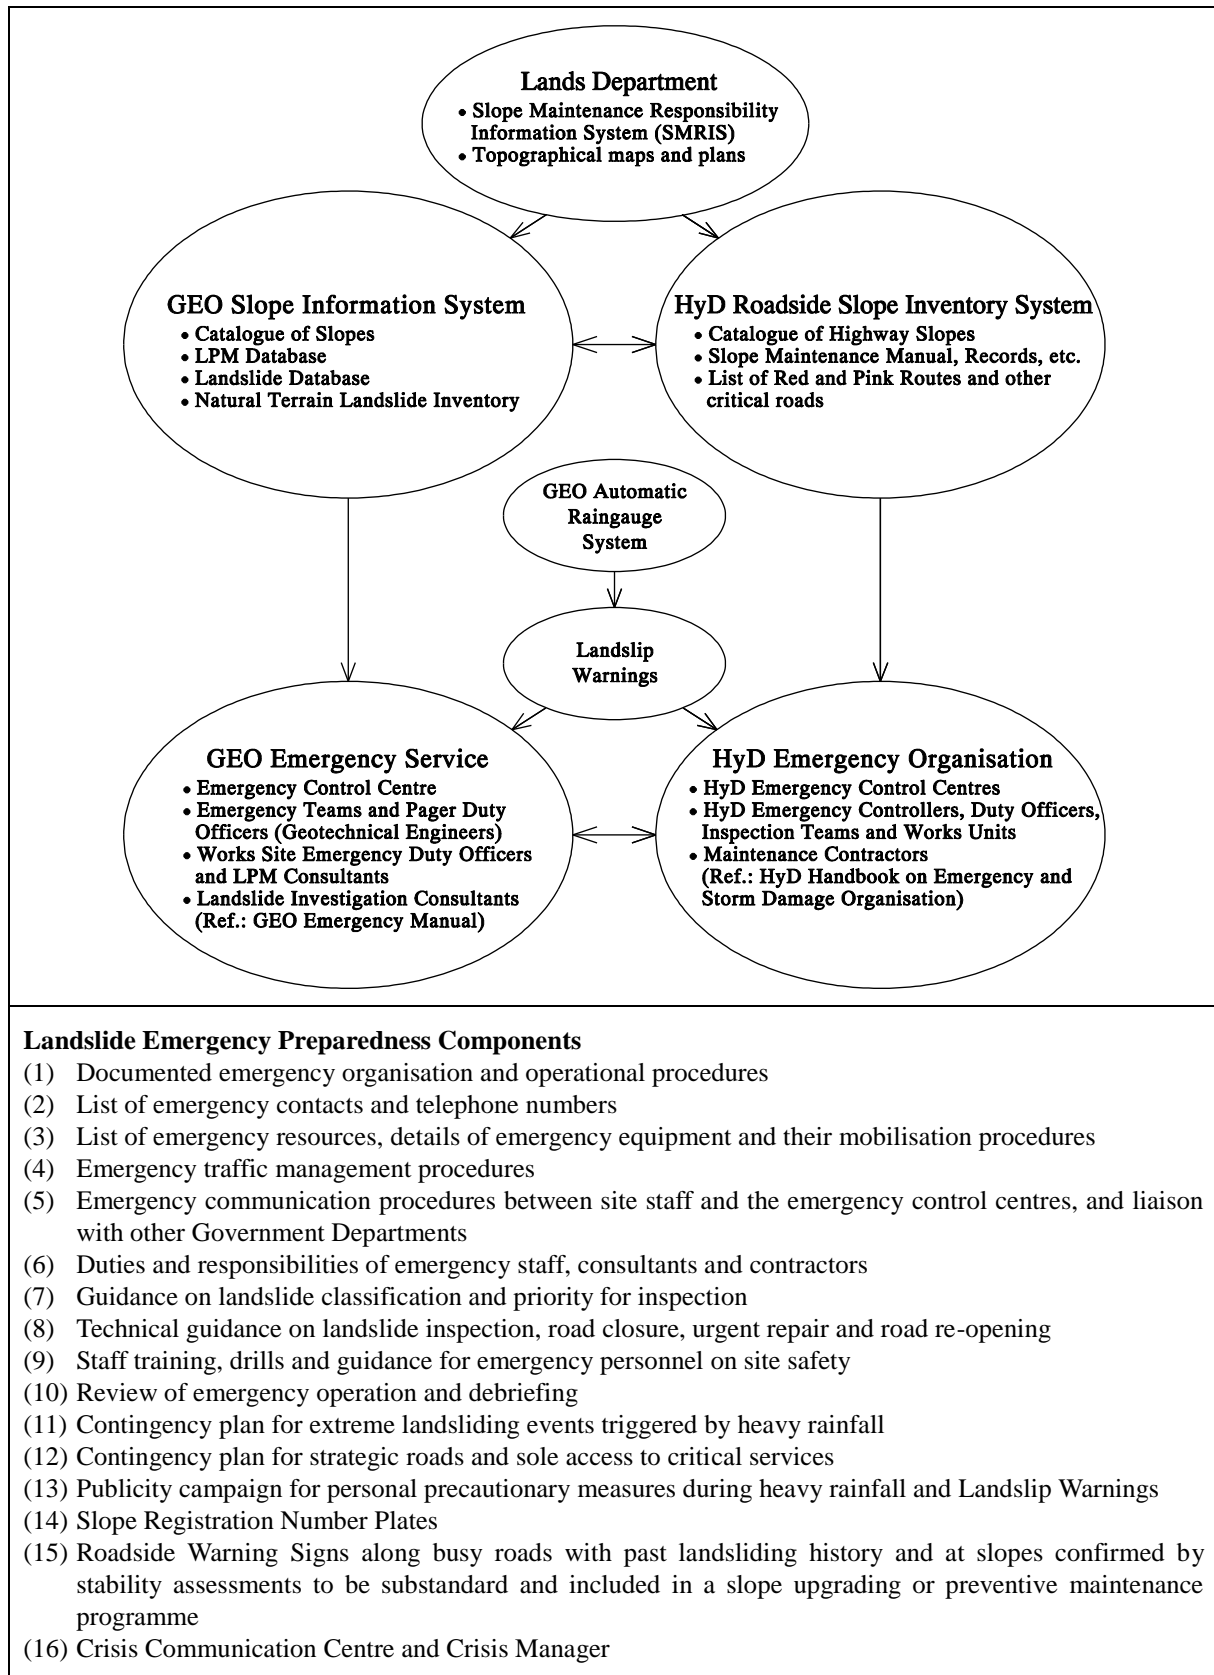 Lands Department
• Slope Maintenance Responsibility
Information System (SMRIS)
• Topographical maps and plans
GEO Slope Information System
• Catalogue of Slopes
• LPM Database
• Landslide Database
• Natural Terrain Landslide Inventory
HyD Roadside Slope Inventory System
• Catalogue of Highway Slopes
• Slope Maintenance Manual, Records, etc.
• List of Red and Pink Routes and other
critical roads
GEO Automatic
Raingauge
System
Landslip
Warnings
GEO Emergency Service
• Emergency Control Centre
• Emergency Teams and Pager Duty
Officers (Geotechnical Engineers)
• Works Site Emergency Duty Officers
and LPM Consultants
• Landslide Investigation Consultants
(Ref.: GEO Emergency Manual)
HyD Emergency Organisation
• HyD Emergency Control Centres
• HyD Emergency Controllers, Duty Officers,
Inspection Teams and Works Units
• Maintenance Contractors
(Ref.: HyD Handbook on Emergency and
Storm Damage Organisation)
Landslide Emergency Preparedness Components
(1) Documented emergency organisation and operational procedures
(2) List of emergency contacts and telephone numbers
(3) List of emergency resources, details of emergency equipment and their mobilisation procedures
(4) Emergency traffic management procedures
(5) Emergency communication procedures between site staff and the emergency control centres, and liaison
with other Government Departments
(6) Duties and responsibilities of emergency staff, consultants and contractors
(7) Guidance on landslide classification and priority for inspection
(8) Technical guidance on landslide inspection, road closure, urgent repair and road re-opening
(9) Staff training, drills and guidance for emergency personnel on site safety
(10) Review of emergency operation and debriefing
(11) Contingency plan for extreme landsliding events triggered by heavy rainfall
(12) Contingency plan for strategic roads and sole access to critical services
(13) Publicity campaign for personal precautionary measures during heavy rainfall and Landslip Warnings
(14) Slope Registration Number Plates
(15) Roadside Warning Signs along busy roads with past landsliding history and at slopes confirmed by
stability assessments to be substandard and included in a slope upgrading or preventive maintenance
programme
(16) Crisis Communication Centre and Crisis Manager